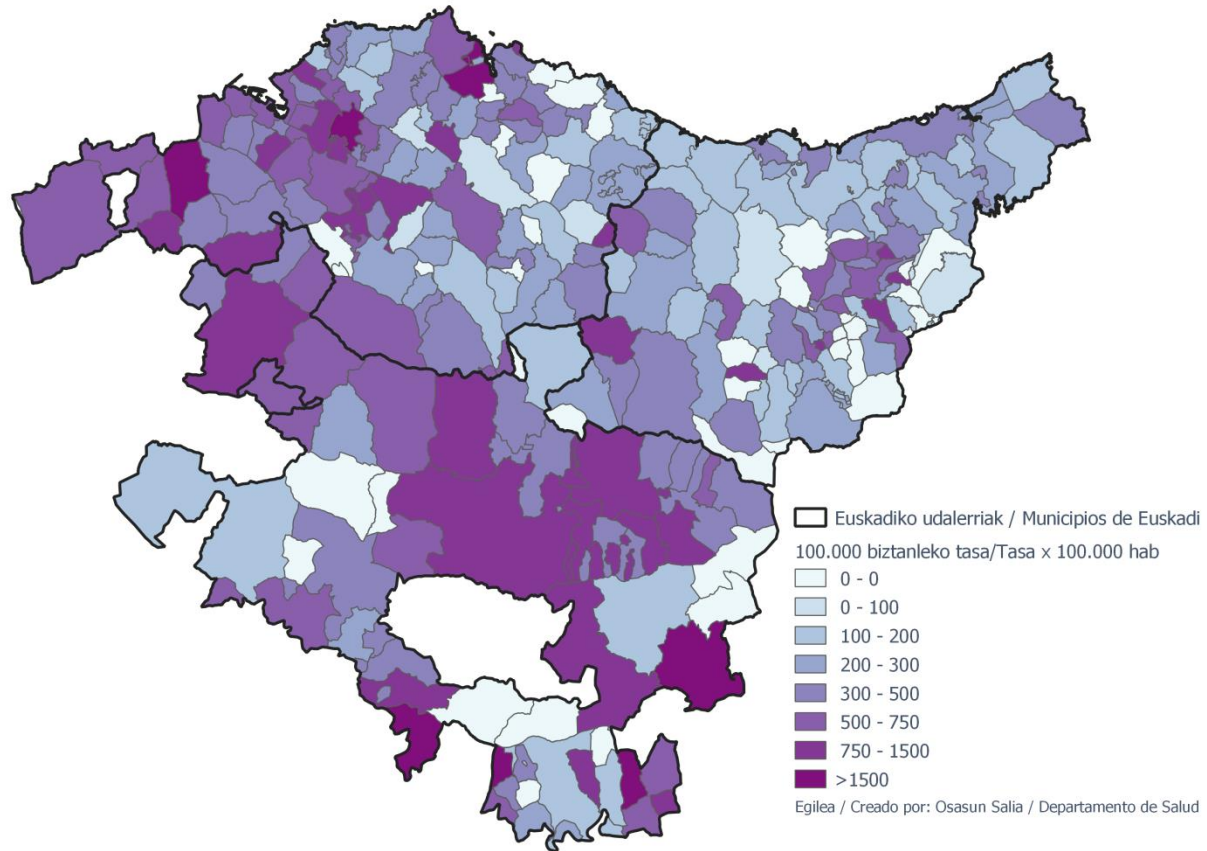 Euskadiko udalerriak / Municipios de Euskadi
100.000 biztanleko tasa/Tasa x 100.000 hab
0 - 0
0 - 100
100 - 200
200 - 300
300 - 500
500 - 750
750 - 1500
>1500
Egilea / Creado por: Osasun Salia / Departamento de Salud